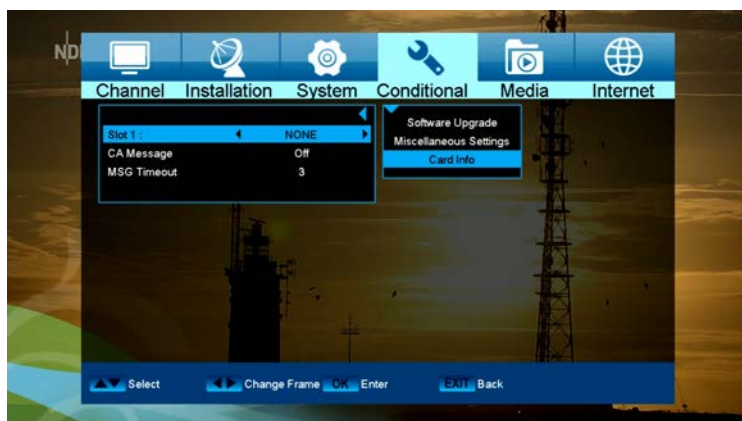 NDR
Channel Installation System Conditional Media Internet
Slot 1 : NONE
CA Message Off
MSG Timeout 3
Software Upgrade
Miscellaneous Settings
Card Info
Select Change Frame OK Enter EXIT Back